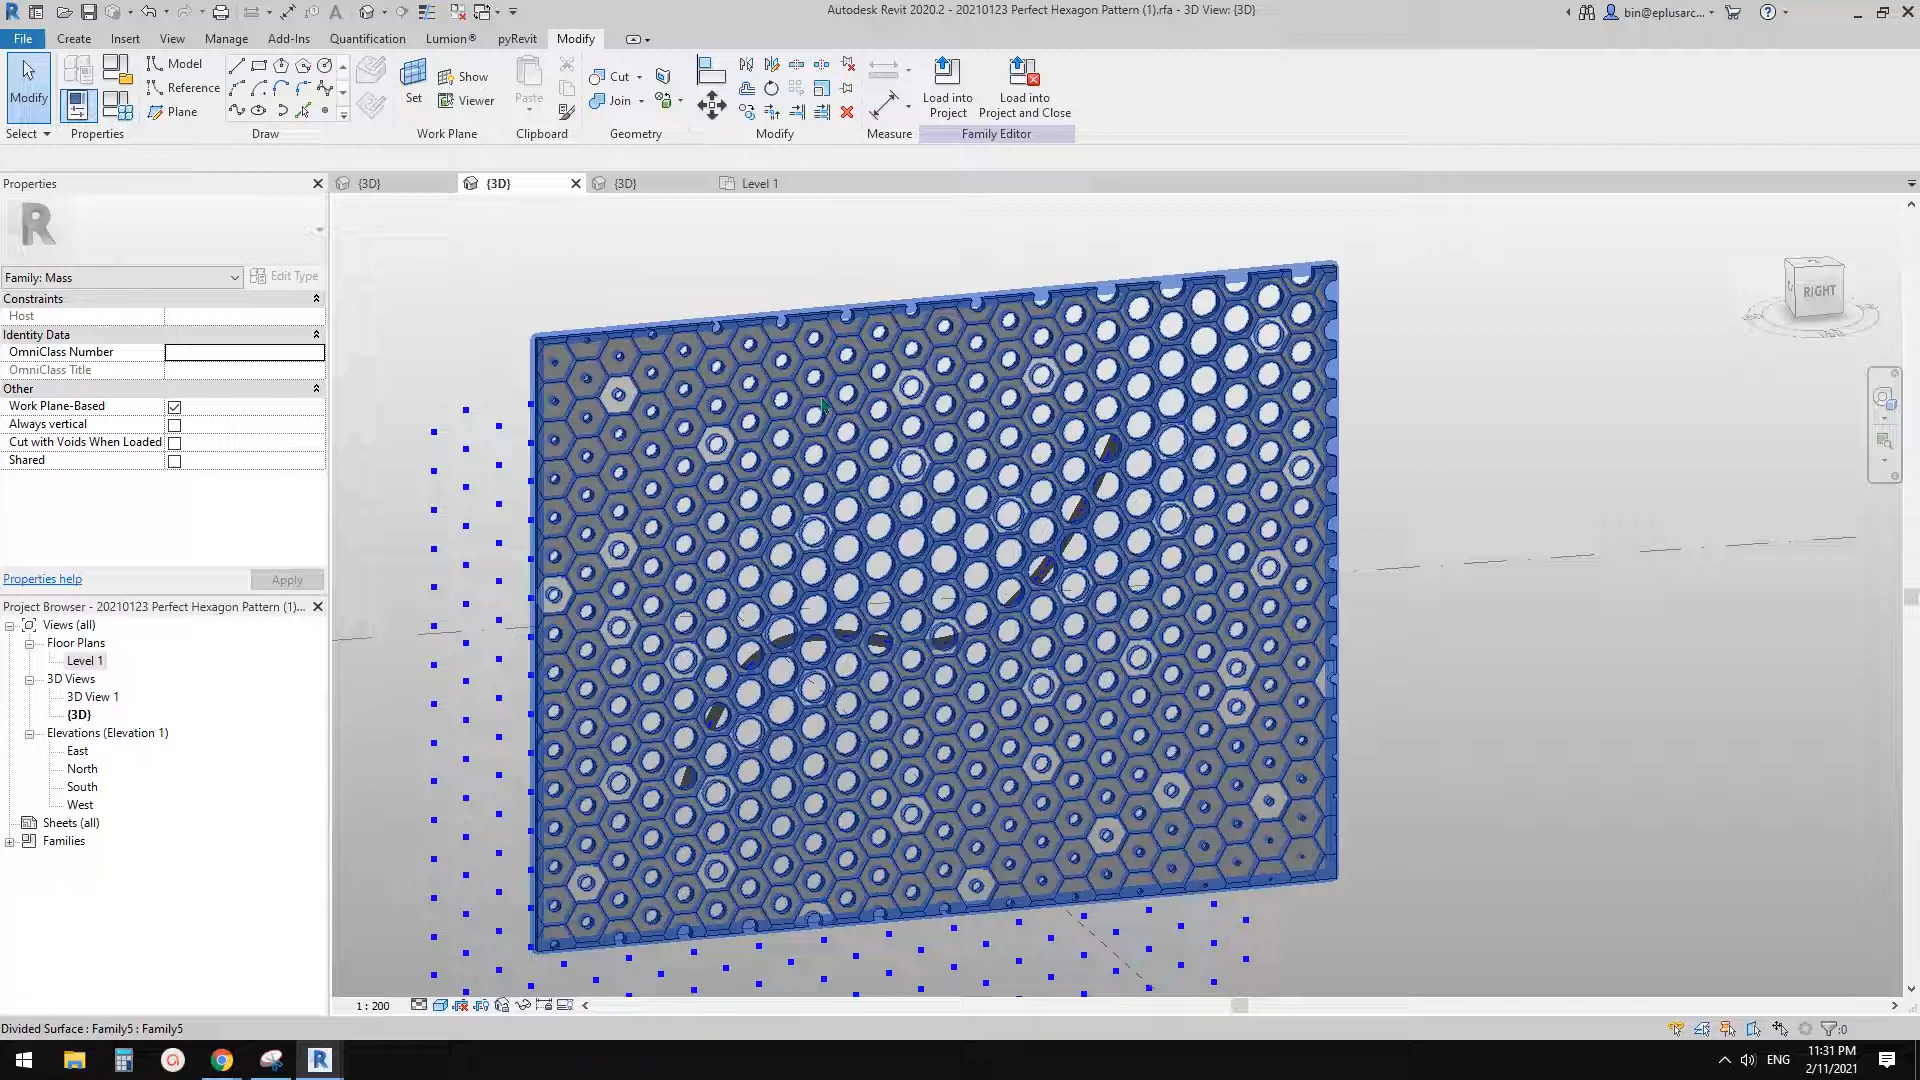 Autodesk Revit 2020.2 - 20210123 Perfect Hexagon Pattern (1).rfa - 3D View: {3D}
bin@eplusarc...
File
Create
Insert
View
Manage
Add-Ins
Quantification
Lumion®
pyRevit
Modify
Modify
Select
Properties
Model
Reference
Plane
Draw
Set
Show
Viewer
Work Plane
Paste
Clipboard
Cut
Join
Geometry
Modify
Measure
Load into
Project
Load into
Project and Close
Family Editor
Properties
{3D}
{3D}
{3D}
Level 1
R
Family: Mass
Edit Type
Constraints
Host
Identity Data
OmniClass Number
OmniClass Title
Other
Work Plane-Based
Always vertical
Cut with Voids When Loaded
Shared
Properties help
Apply
Project Browser - 20210123 Perfect Hexagon Pattern (1)...
Views (all)
Floor Plans
Level 1
3D Views
3D View 1
{3D}
Elevations (Elevation 1)
East
North
South
West
Sheets (all)
Families
RIGHT
1 : 200
Divided Surface : Family5 : Family5
:0
ENG
11:31 PM
2/11/2021